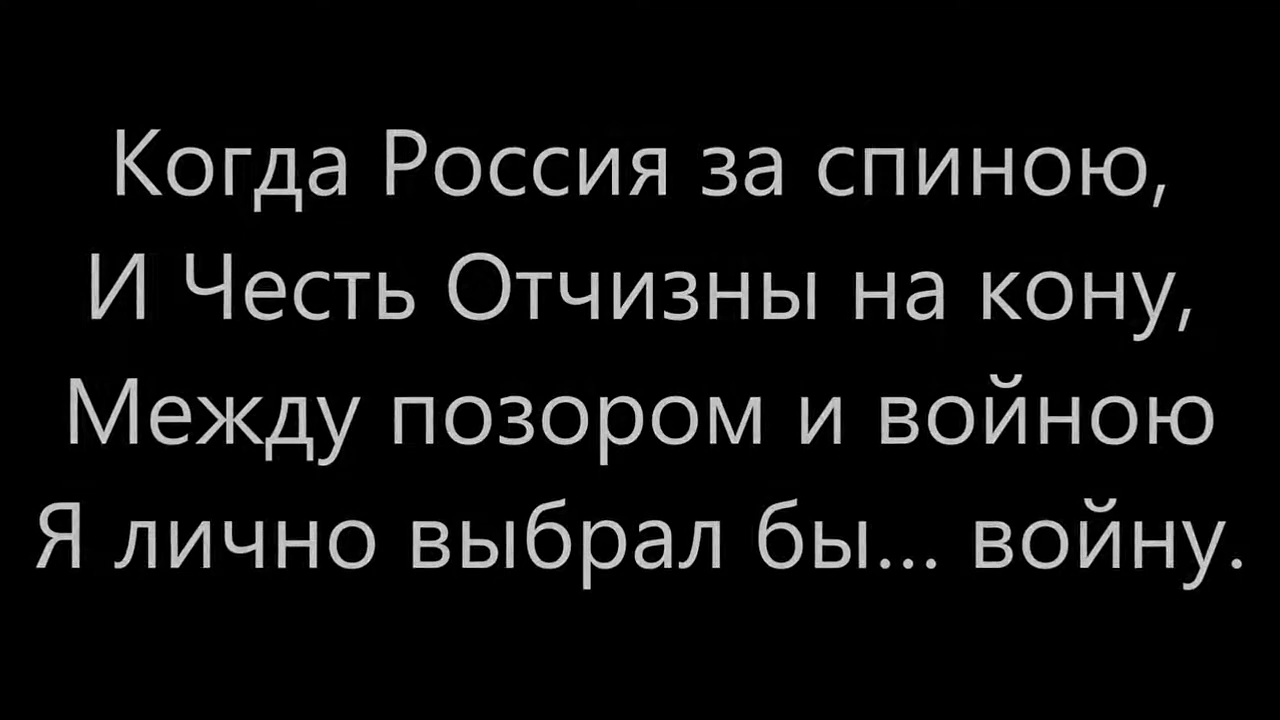 Когда Россия за спиною,
И Честь Отчизны на кону,
Между позором и войною
Я лично выбрал бы... войну.